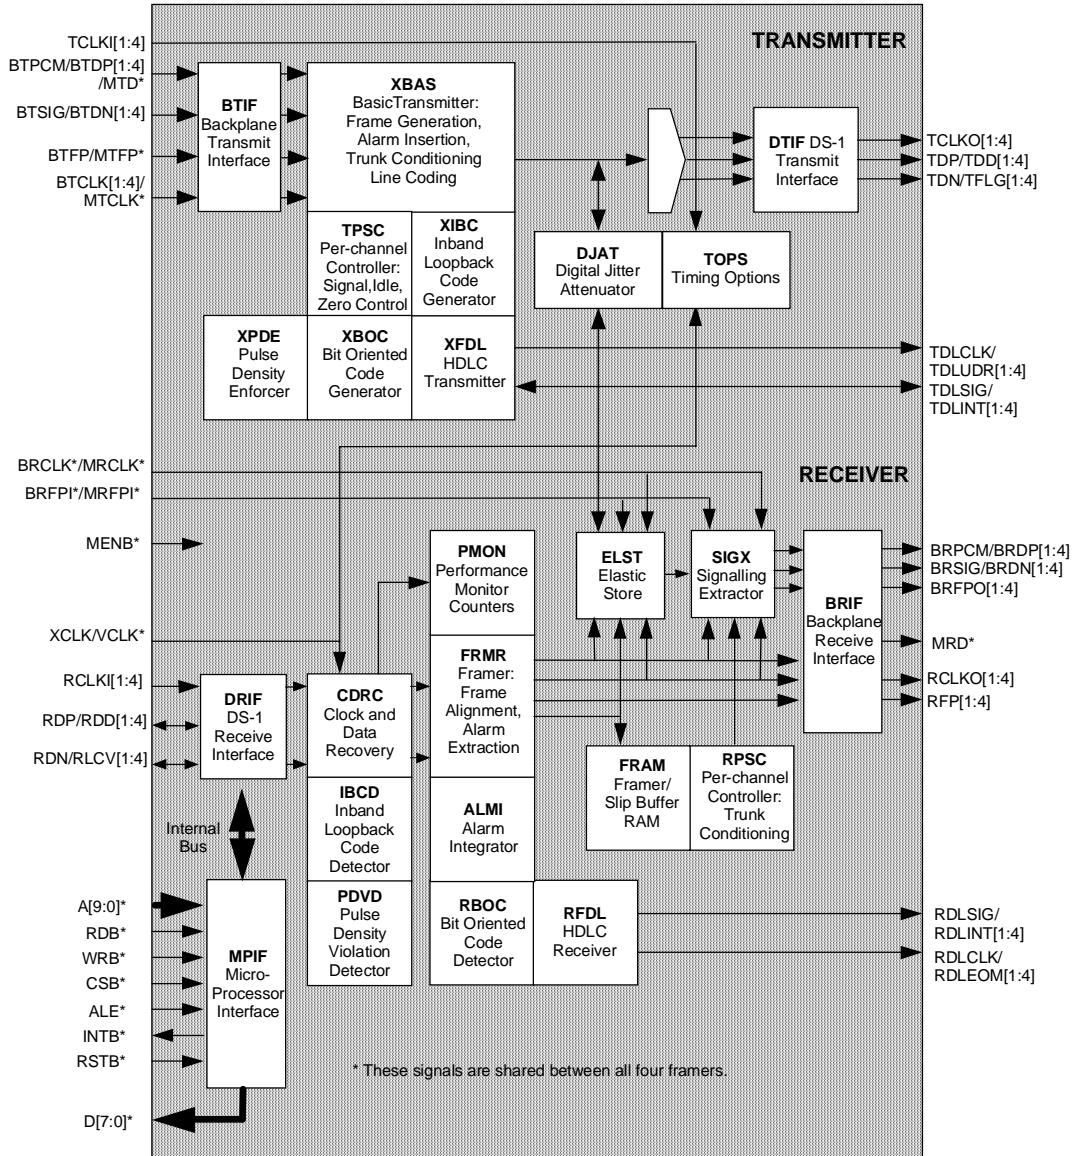 TRANSMITTER
TCLKI[1:4]
BTPCM/BTDP[1:4]
/MTD*
BTSIG/BTDN[1:4]
BTFP/MTFP*
BTCLK[1:4]/
MTCLK*
BTIF
Backplane
Transmit
Interface
XBAS
BasicTransmitter:
Frame Generation,
Alarm Insertion,
Trunk Conditioning
Line Coding
DTIF DS-1
Transmit
Interface
TCLKO[1:4]
TDP/TDD[1:4]
TDN/TFLG[1:4]
TPSC
Per-channel
Controller:
Signal,Idle,
Zero Control
XIBC
Inband
Loopback
Code
Generator
DJAT
Digital Jitter
Attenuator
TOPS
Timing Options
XPDE
Pulse
Density
Enforcer
XBOC
Bit Oriented
Code
Generator
XFDL
HDLC
Transmitter
TDLCLK/
TDLUDR[1:4]
TDLSIG/
TDLINT[1:4]
RECEIVER
BRCLK*/MRCLK*
BRFPI*/MRFPI*
MENB*
XCLK/VCLK*
RCLKI[1:4]
RDP/RDD[1:4]
RDN/RLCV[1:4]
PMON
Performance
Monitor
Counters
ELST
Elastic
Store
SIGX
Signalling
Extractor
BRIF
Backplane
Receive
Interface
BRPCM/BRDP[1:4]
BRSIG/BRDN[1:4]
BRFPO[1:4]
MRD*
RCLKO[1:4]
RFP[1:4]
DRIF
DS-1
Receive
Interface
CDRC
Clock and
Data
Recovery
FRMR
Framer:
Frame
Alignment,
Alarm
Extraction
FRAM
Framer/
Slip Buffer
RAM
RPSC
Per-channel
Controller:
Trunk
Conditioning
IBCD
Inband
Loopback
Code
Detector
ALMI
Alarm
Integrator
Internal
Bus
PDVD
Pulse
Density
Violation
Detector
RBOC
Bit Oriented
Code
Detector
RFDL
HDLC
Receiver
RDLSIG/
RDLINT[1:4]
RDLCLK/
RDLEOM[1:4]
A[9:0]*
RDB*
WRB*
CSB*
ALE*
INTB*
RSTB*
D[7:0]*
MPIF
Micro-
Processor
Interface
* These signals are shared between all four framers.